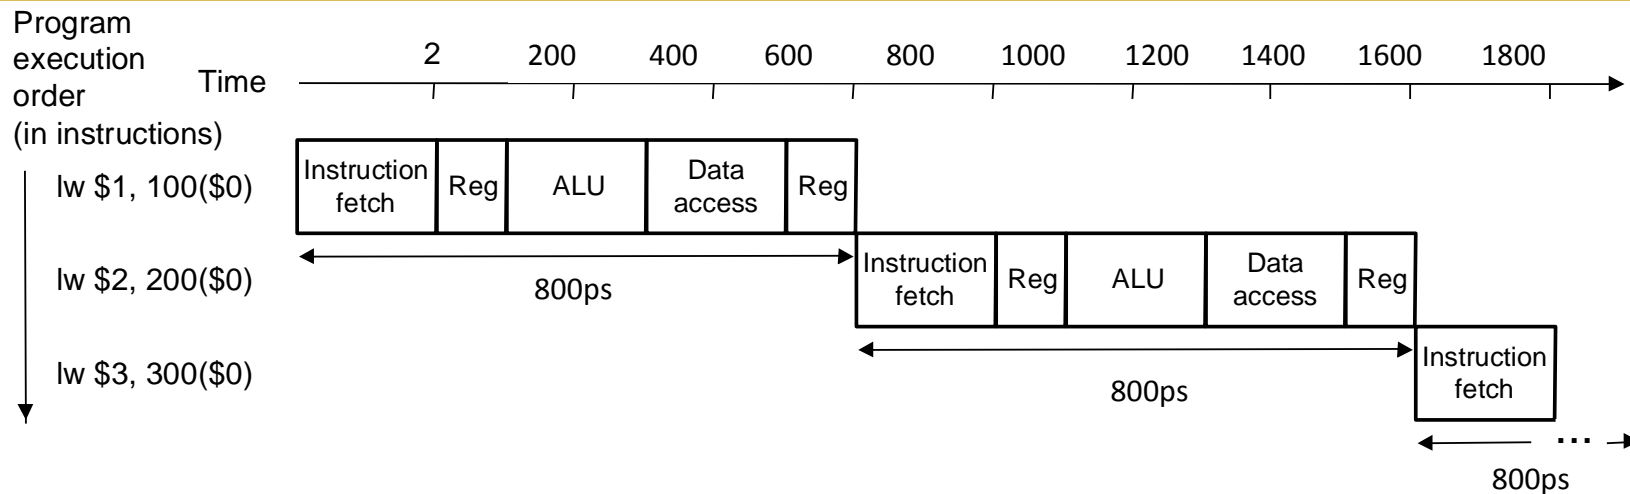 Program
execution
order
(in instructions)
Time
2 200 400 600 800 1000 1200 1400 1600 1800
lw $1, 100($0)
Instruction
fetch
Reg
ALU
Data
access
Reg
800ps
lw $2, 200($0)
Instruction
fetch
Reg
ALU
Data
access
Reg
800ps
lw $3, 300($0)
Instruction
fetch
...
800ps